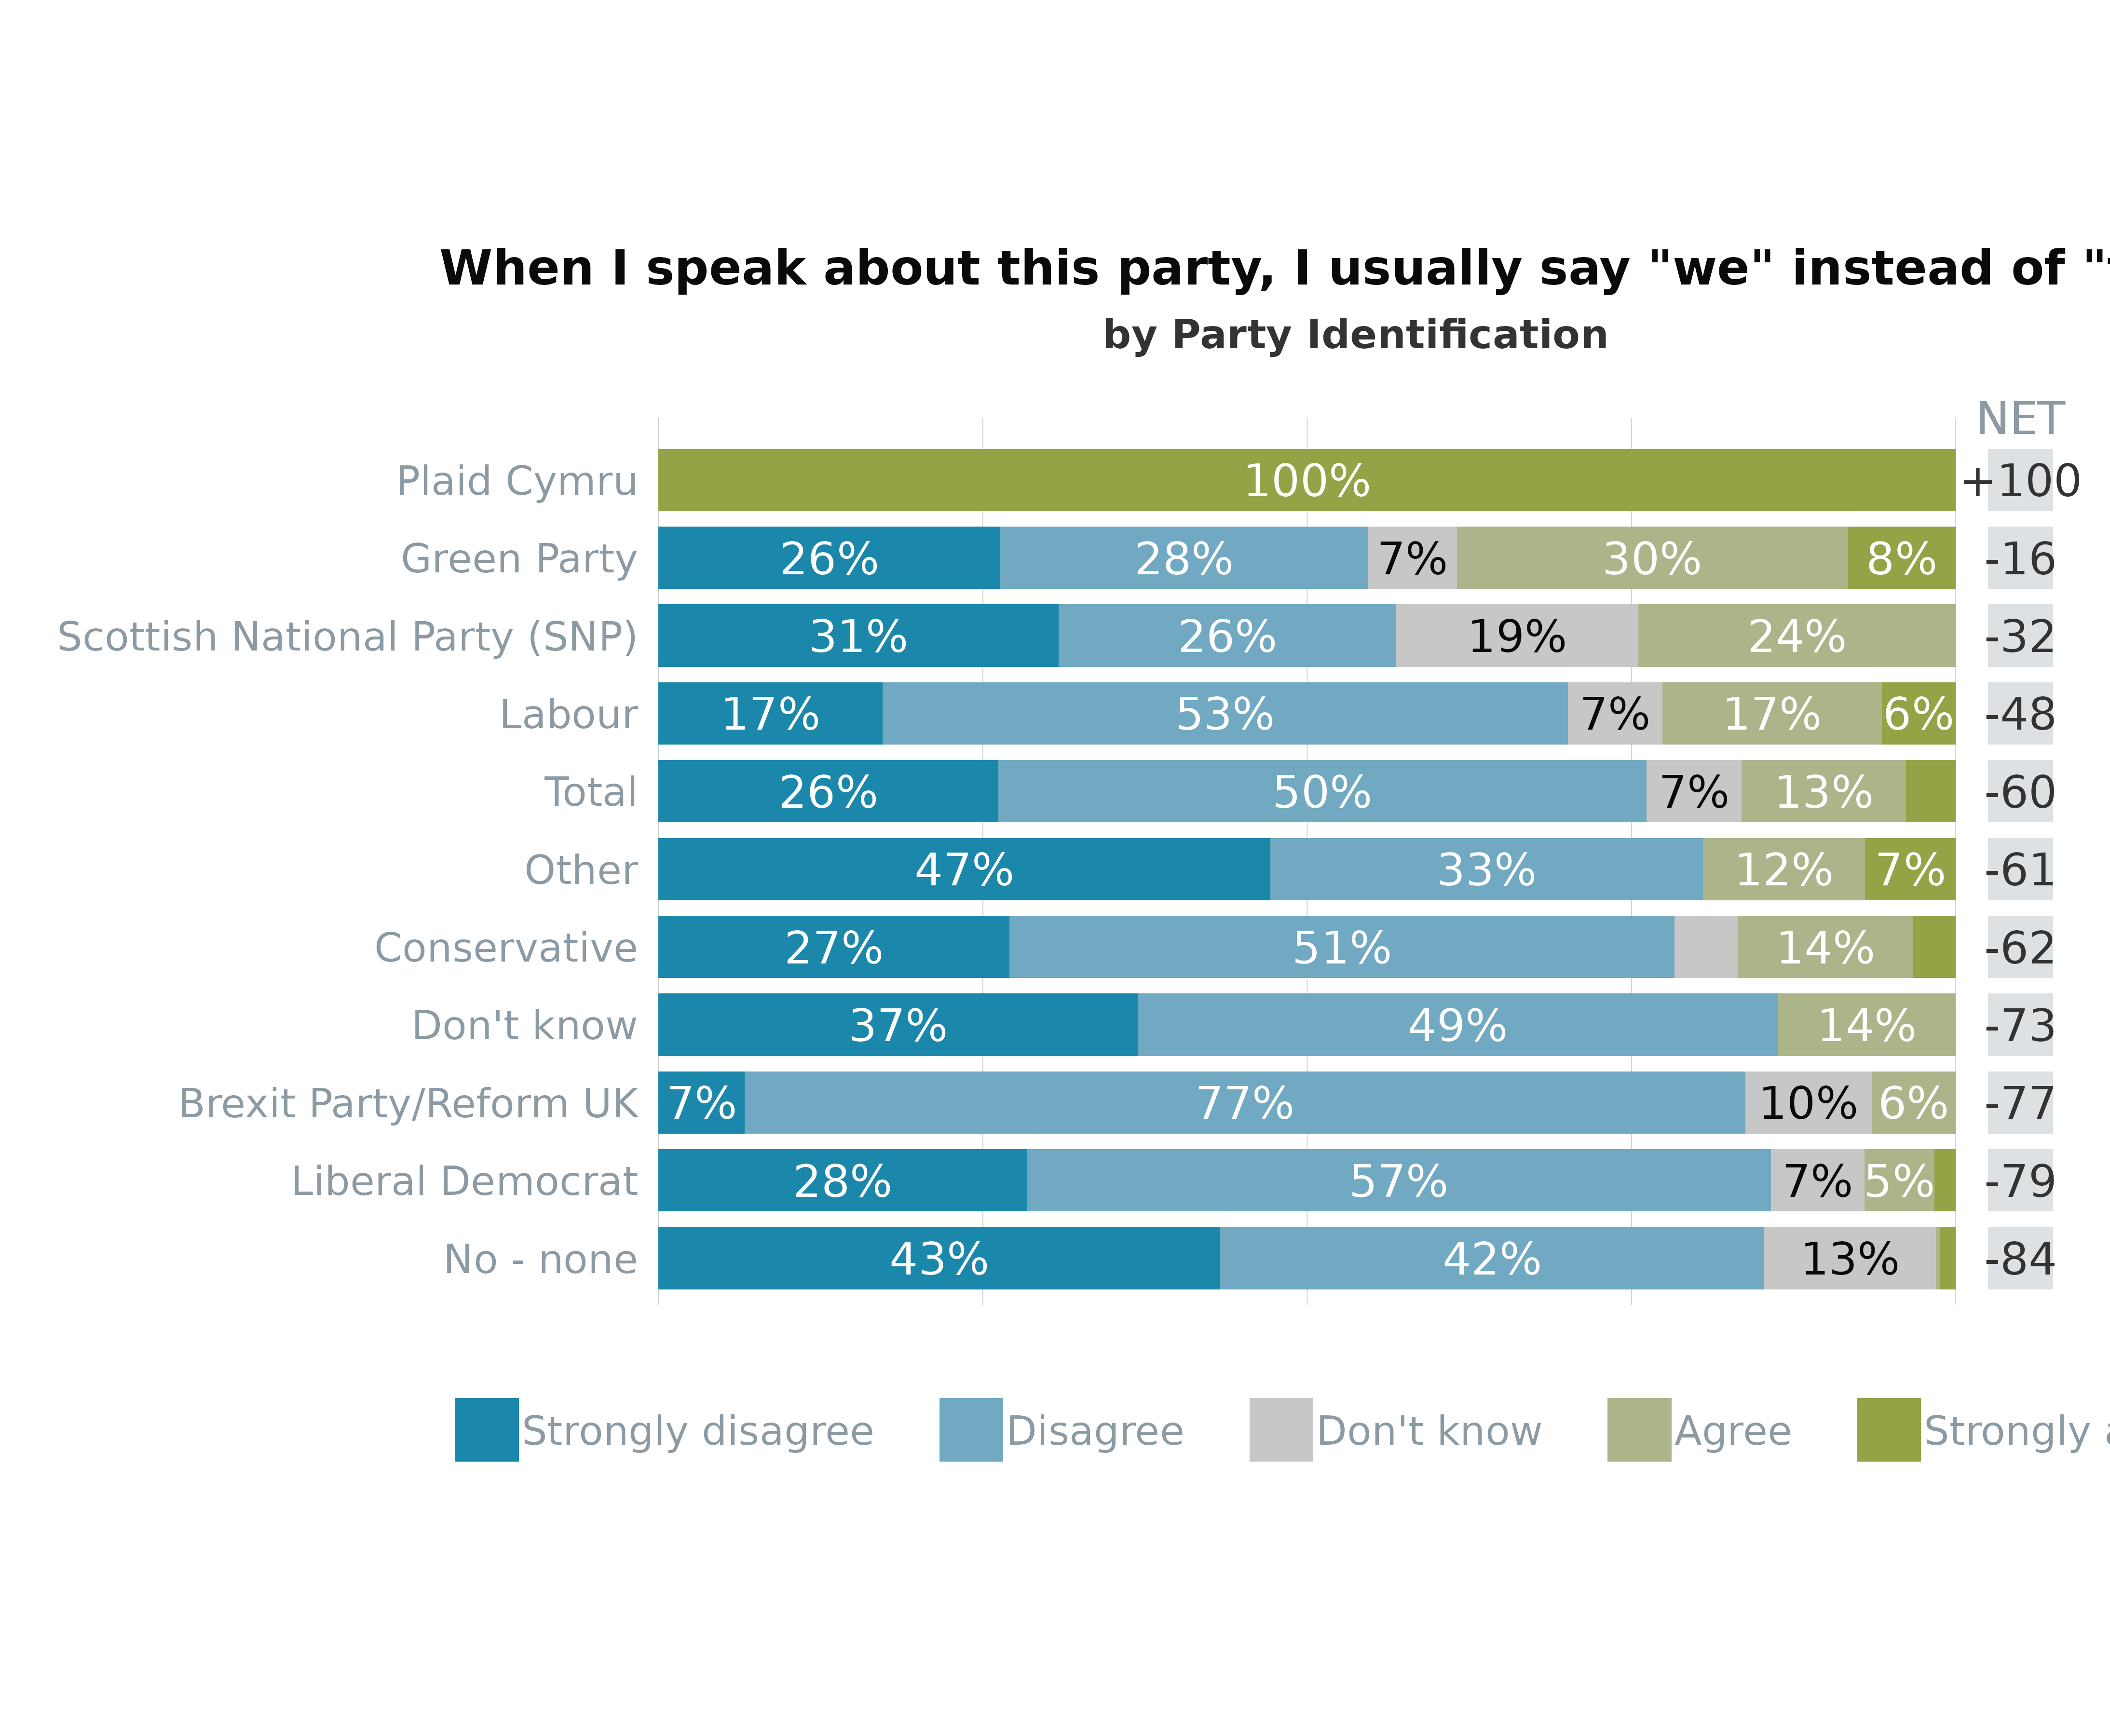 When I speak about this party, I usually say "we" instead of "
by Party Identification
NET
Plaid Cymru 100% +100
Green Party 26% 28% 7% 30% 8% -16
Scottish National Party (SNP) 31% 26% 19% 24% -32
Labour 17% 53% 7% 17% 6% -48
Total 26% 50% 7% 13% -60
Other 47% 33% 12% 7% -61
Conservative 27% 51% 14% -62
Don't know 37% 49% 14% -73
Brexit Party/Reform UK 7% 77% 10% 6% -77
Liberal Democrat 28% 57% 7% 5% -79
No - none 43% 42% 13% -84
Strongly disagree Disagree Don't know Agree Strongly